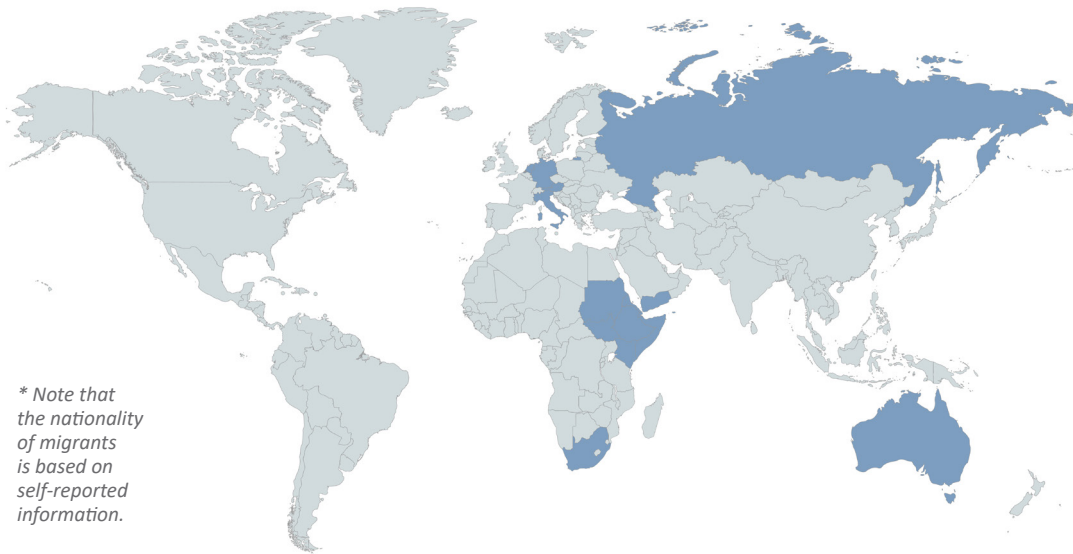 * Note that
the nationality
of migrants
is based on
self-reported
information.